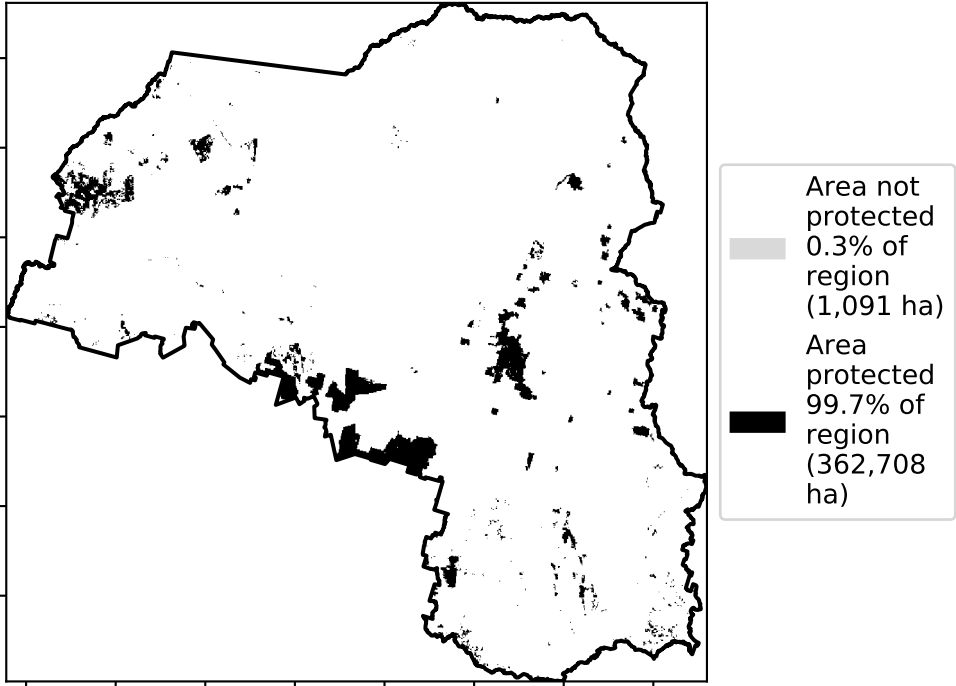 Area not
protected
0.3% of
region
(1,091 ha)
Area
protected
99.7% of
region
(362,708
ha)